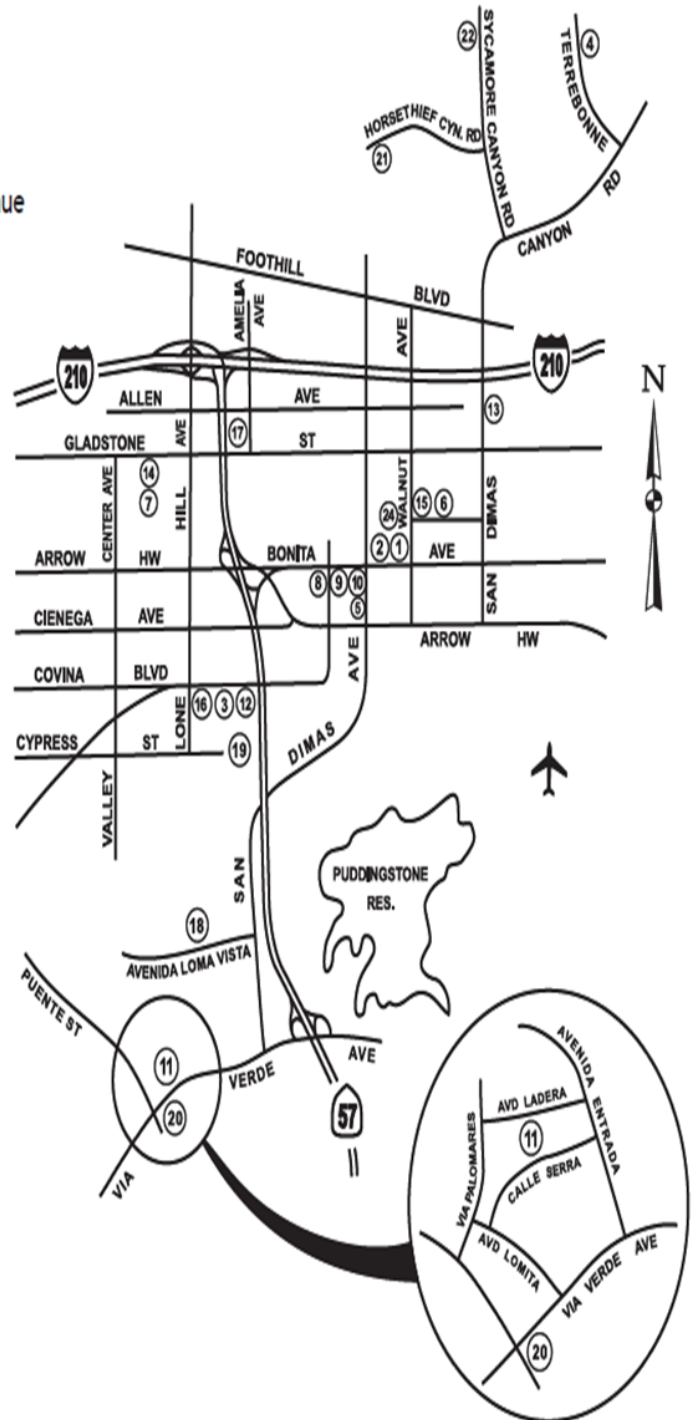 22
SYCAMORE CANYON RD
TERREBONNE
4
HORSETHIEF CYN. RD
21
CANYON
RD
FOOTHILL
BLVD
AMELIA
AVE
AVE
210
210
N
ALLEN
AVE
13
GLADSTONE
AVE
17
ST
CENTER AVE
14
7
HILL
WALNUT
15
6
24
DIMAS
2
1
ARROW
HW
BONITA
AVE
8
9
10
5
SAN
CIENEGA
AVE
ARROW
HW
AVE
COVINA
BLVD
LONE
16
3
12
CYPRESS
ST
19
DIMAS
VALLEY
SAN
PUDDINGSTONE
RES.
18
AVENIDA LOMA VISTA
PUENTE ST
11
VERDE
AVE
20
VIA
57
AVENIDA ENTRADA
AVD LADERA
11
VIA PALOMARES
CALLE SERRA
AVD LOMITA
VIA VERDE AVE
20